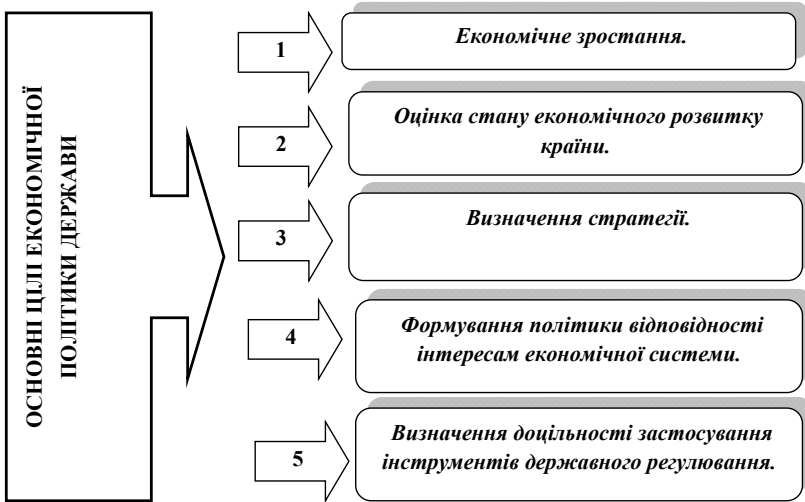 ОСНОВНІ ЦІЛІ ЕКОНОМІЧНОЇ
ПОЛІТИКИ ДЕРЖАВИ
1
Економічне зростання.
2
Оцінка стану економічного розвитку
країни.
3
Визначення стратегії.
4
Формування політики відповідності
інтересам економічної системи.
5
Визначення доцільності застосування
інструментів державного регулювання.